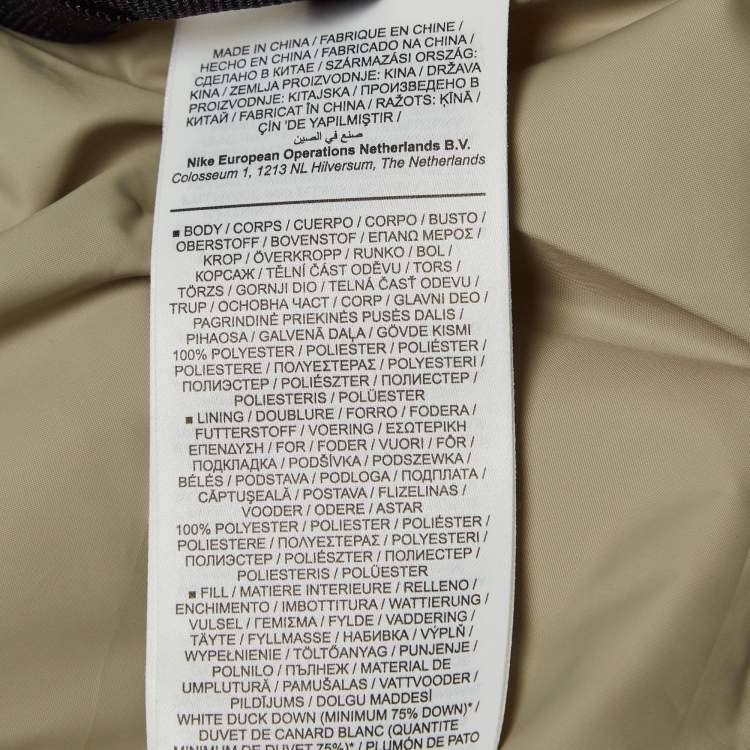 MADE IN CHINA / FABRIQUE EN CHINE /
HECHO EN CHINA / FABRICADO NA CHINA /
СДЕЛАНО В КИТАЕ / SZÁRMAZÁSI ORSZÁG:
KINA / ZEMLJA PROIZVODNJE: KINA / DRŽAVA
PROIZVODNJE: KITAJSKA / ПРОИЗВЕДЕНО В
КИТАЙ / FABRICAT ÎN CHINA / RAŽOTS: ĶĪNĀ /
ÇİN 'DE YAPILMIŞTIR /
صنع في الصين
Nike European Operations Netherlands B.V.
Colosseum 1, 1213 NL Hilversum, The Netherlands
■ BODY / CORPS / CUERPO / CORPO / BUSTO /
OBERSTOFF / BOVENSTOF / ΕΠΑΝΩ ΜΕΡΟΣ /
KROP / ÖVERKROPP / RUNKO / BOL /
КОРСАЖ / TĚLNÍ ČÁST ODĚVU / TORS /
TÖRZS / GORNJI DIO / TELNÁ ČASŤ ODEVU /
TRUP / ОСНОВНА ЧАСТ / CORP / GLAVNI DEO /
PAGRINDINĖ PRIEKINĖS PUSĖS DALIS /
PIHAOSA / GALVENĀ DAĻA / GÖVDE KISMI
100% POLYESTER / POLIESTER / POLIÉSTER /
POLIESTERE / ΠΟΛΥΕΣΤΕΡΑΣ / POLYESTERI /
ПОЛИЭСТЕР / POLIÉSZTER / ПОЛИЕСТЕР /
POLIESTERIS / POLÜESTER
■ LINING / DOUBLURE / FORRO / FODERA /
FUTTERSTOFF / VOERING / ΕΣΩΤΕΡΙΚΗ
ΕΠΕΝΔΥΣΗ / FOR / FODER / VUORI / FÔR /
ПОДКЛАДКА / PODŠÍVKA / PODSZEWKA /
BÉLÉS / PODSTAVA / PODLOGA / ПОДПЛАТА /
CĂPTUŞEALĂ / POSTAVA / FLIZELINAS /
VOODER / ODERE / ASTAR
100% POLYESTER / POLIESTER / POLIÉSTER /
POLIESTERE / ΠΟΛΥΕΣΤΕΡΑΣ / POLYESTERI /
ПОЛИЭСТЕР / POLIÉSZTER / ПОЛИЕСТЕР /
POLIESTERIS / POLÜESTER
■ FILL / MATIERE INTERIEURE / RELLENO /
ENCHIMENTO / IMBOTTITURA / WATTIERUNG /
VULSEL / ΓΕΜΙΣΜΑ / FYLDE / VADDERING /
TÄYTE / FYLLMASSE / НАБИВКА / VÝPLŇ /
WYPEŁNIENIE / TÖLTŐANYAG / PUNJENJE /
POLNILO / ПЪЛНЕЖ / MATERIAL DE
UMPLUTURĂ / PAMUŠALAS / VATTVOODER /
PILDĪJUMS / DOLGU MADDESİ
WHITE DUCK DOWN (MINIMUM 75% DOWN)* /
DUVET DE CANARD BLANC (QUANTITE
MINIMUM DE DUVET 75%)* / PLUMÓN DE PATO